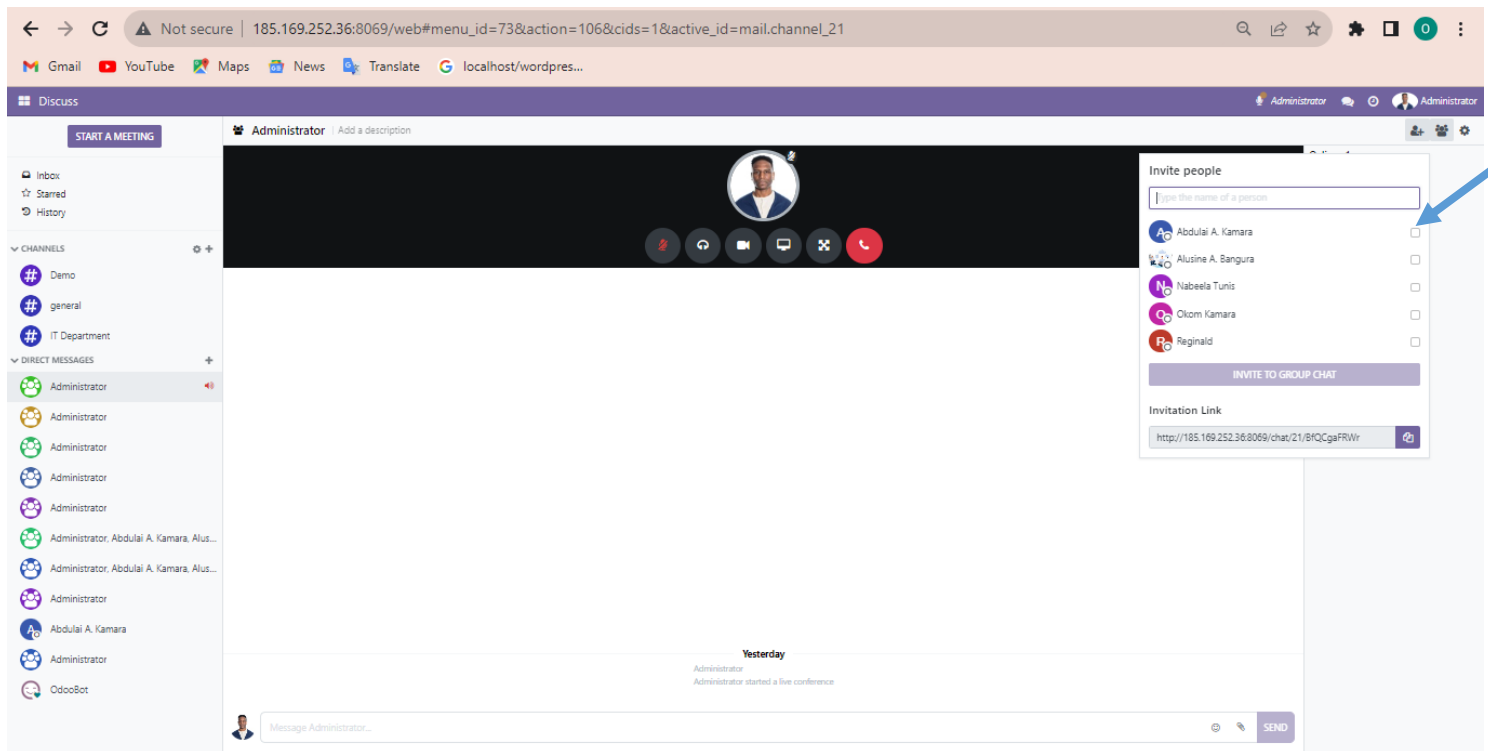 Not secure | 185.169.252.36:8069/web#menu_id=73&action=106&cids=1&active_id=mail.channel_21
O
Gmail YouTube Maps News Translate localhost/wordpres...
Discuss
Administrator
Administrator
START A MEETING
Administrator | Add a description
Inbox
Starred
History
CHANNELS
Demo
general
IT Department
DIRECT MESSAGES
Administrator
Administrator
Administrator
Administrator
Administrator
Administrator, Abdulai A. Kamara, Alus...
Administrator, Abdulai A. Kamara, Alus...
Administrator
Abdulai A. Kamara
Administrator
OdooBot
Invite people
Type the name of a person
Abdulai A. Kamara
Alusine A. Bangura
Nabeela Tunis
Okom Kamara
Reginald
INVITE TO GROUP CHAT
Invitation Link
http://185.169.252.36:8069/chat/21/BfQCgaFRWr
Yesterday
Administrator
Administrator started a live conference
Message Administrator...
SEND